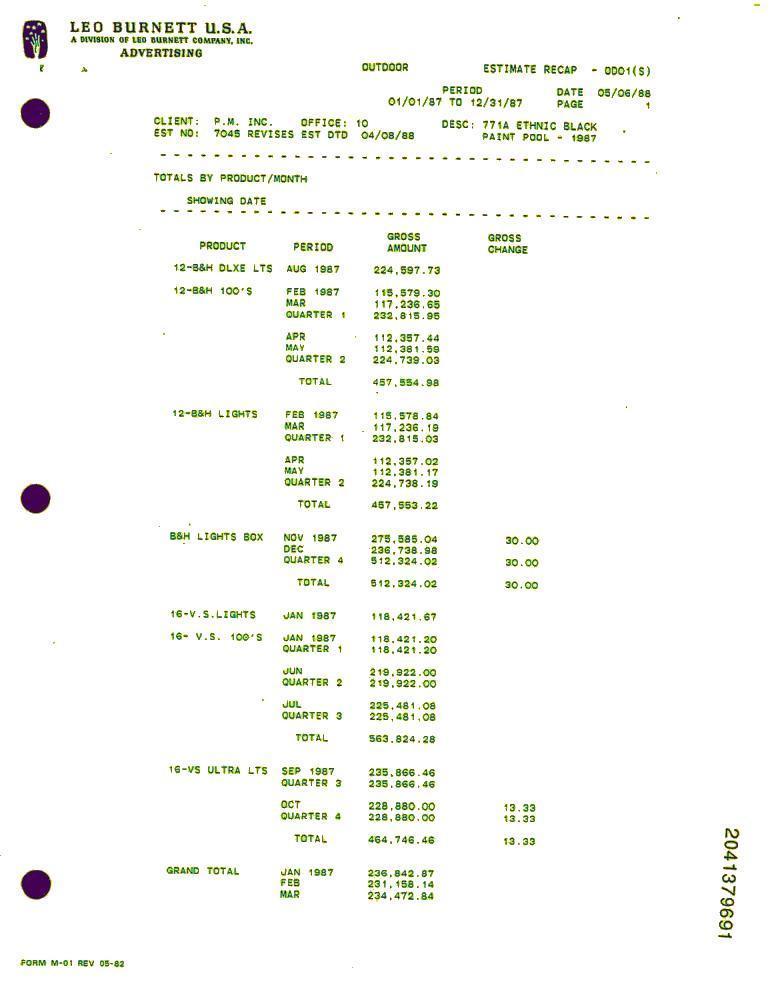 LEO BURNETT U.S.A.
A DIVISION OF LEO BURNETT COMPANY, INC.
ADVERTISING
OUTDOOR ESTIMATE RECAP - 0001(S)
PERIOD DATE 05/06/88
01/01/87 TO 12/31/87 PAGE 1
CLIENT: P.M. INC. OFFICE: 10 DESC: 771A ETHNIC BLACK
EST NO: 7045 REVISES EST DTD 04/08/88 PAINT POOL - 1987
TOTALS BY PRODUCT/MONTH
SHOWING DATE
GROSS GROSS
PRODUCT PERIOD AMOUNT CHANGE
12-B&H DLXE LTS AUG 1987 224,597.73
12-B&H 100'S FEB 1987 115,579.30
MAR 117,236.65
QUARTER 1 232,815.95
APR 112,357.44
MAY 112,381.59
QUARTER 2 224,739.03
TOTAL 457,554.98
12-B&H LIGHTS FEB 1987 115,578.84
MAR 117,236.19
QUARTER 1 232,815.03
APR 112,357.02
MAY 112,381.17
QUARTER 2 224,738.19
TOTAL 457,553.22
B&H LIGHTS BOX NOV 1987 275,585.04 30.00
DEC 236,738.98
QUARTER 4 512,324.02 30.00
TOTAL 512,324.02 30.00
16-V.S.LIGHTS JAN 1987 118,421.67
16- V.S. 100'S JAN 1987 118,421.20
QUARTER 1 118,421.20
JUN 219,922.00
QUARTER 2 219,922.00
JUL 225,481.08
QUARTER 3 225,481.08
TOTAL 563,824.28
16-VS ULTRA LTS SEP 1987 235,866.46
QUARTER 3 235,866.46
OCT 228,880.00 13.33
QUARTER 4 228,880.00 13.33
TOTAL 464,746.46 13.33
GRAND TOTAL JAN 1987 236,842.87
FEB 231,158.14
MAR 234,472.84
2041379691
FORM M-01 REV 05-82